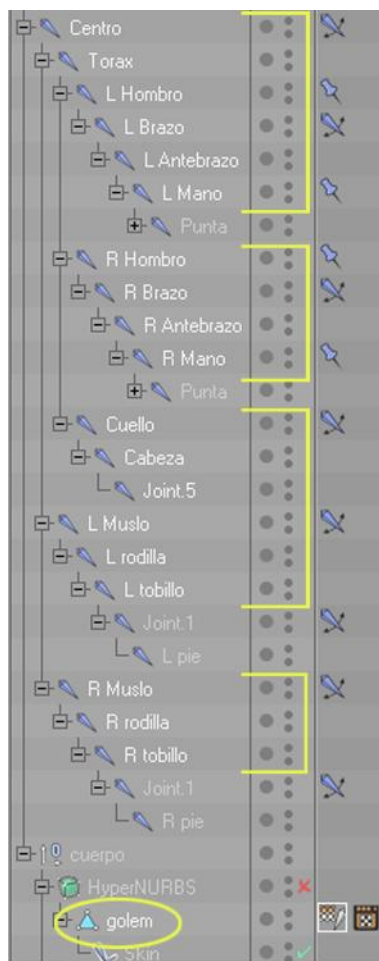 Centro
Torax
L Hombro
L Brazo
L Antebrazo
L Mano
Punta
R Hombro
R Brazo
R Antebrazo
R Mano
Punta
Cuello
Cabeza
Joint.5
L Muslo
L rodilla
L tobillo
Joint.1
L pie
R Muslo
R rodilla
R tobillo
Joint.1
R pie
cuerpo
HyperNURBS
golem
Skin